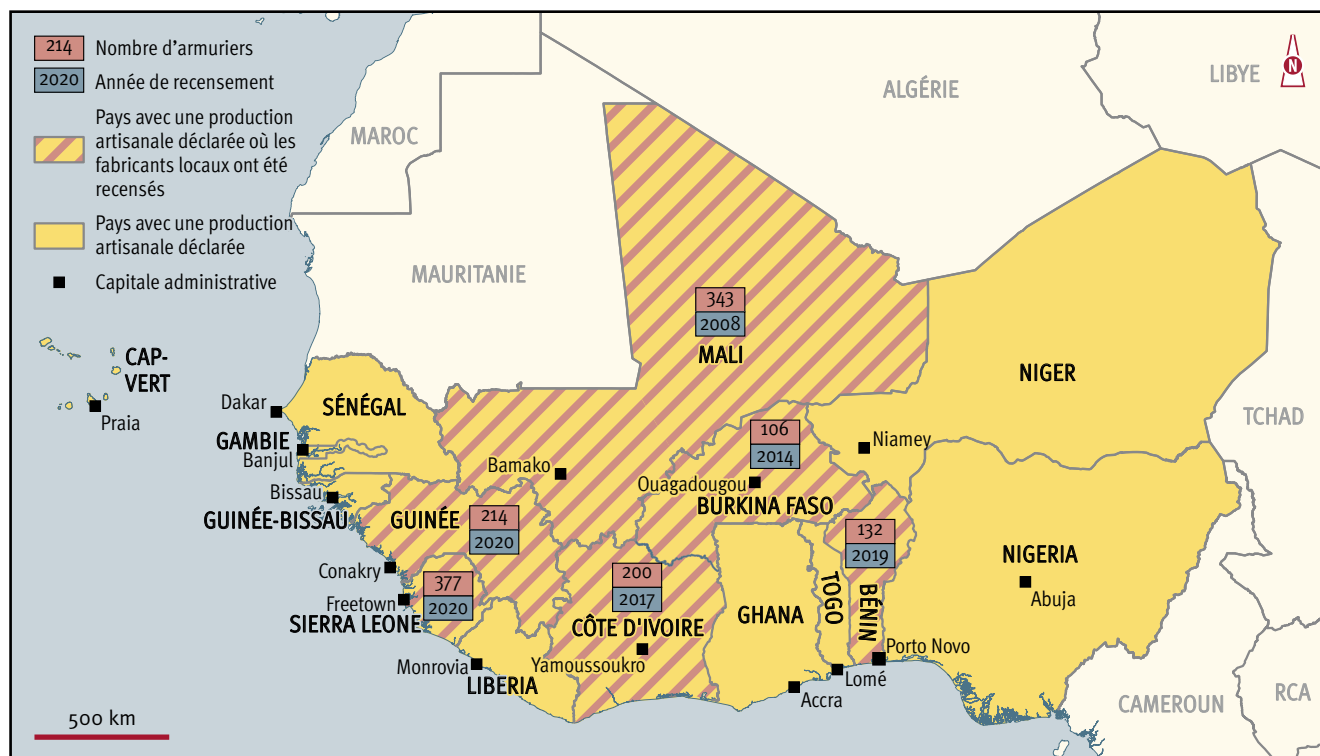 214
Nombre d'armuriers
2020
Année de recensement
Pays avec une production
artisanale déclarée où les
fabricants locaux ont été
recensés
Pays avec une production
artisanale déclarée
Capitale administrative
N
LIBYE
ALGÉRIE
MAROC
MAURITANIE
343
2008
MALI
NIGER
TCHAD
CAP-
VERT
Praia
Dakar
SÉNÉGAL
GAMBIE
Banjul
Bissau
GUINÉE-BISSAU
Bamako
106
2014
Ouagadougou
BURKINA FASO
Niamey
GUINÉE
214
2020
132
2019
BÉNIN
NIGERIA
Abuja
Conakry
377
2020
Freetown
SIERRA LEONE
200
2017
CÔTE D'IVOIRE
Yamoussoukro
GHANA
TOGO
Porto Novo
Lomé
Accra
Monrovia
LIBERIA
CAMEROUN
RCA
500 km